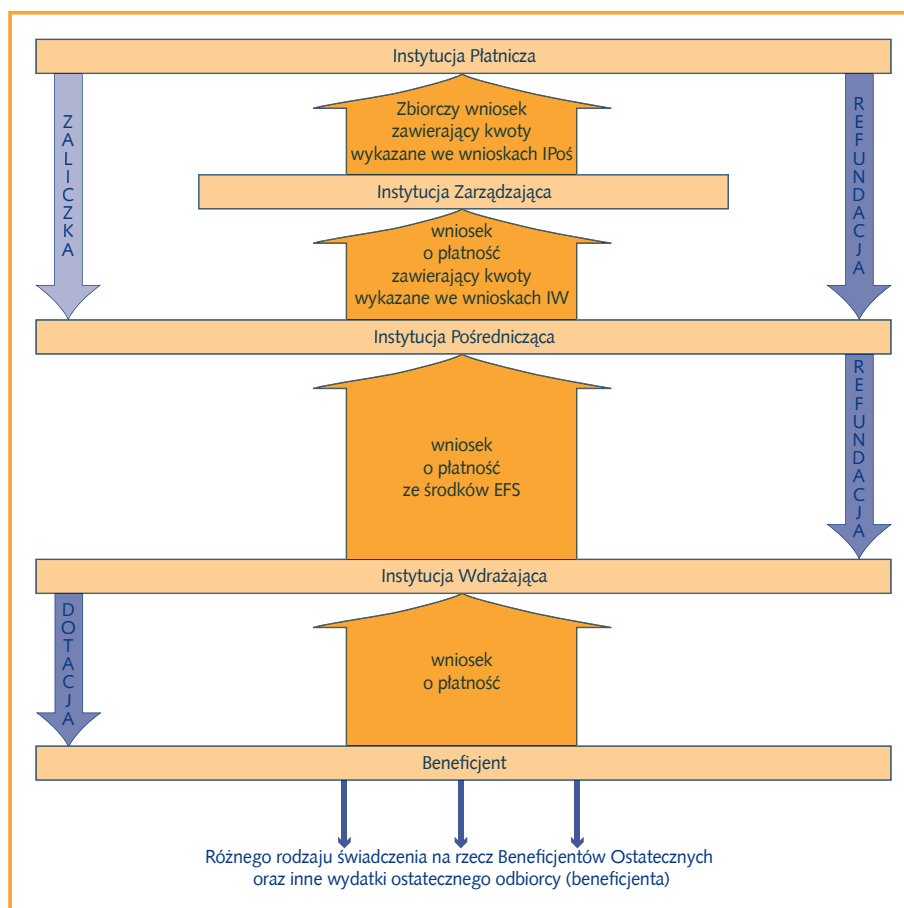 Instytucja Płatnicza
ZALICZKA
Zbiorczy wniosek
zawierający kwoty
wykazane we wnioskach IPoś
REFUNDACJA
Instytucja Zarządzająca
wniosek
o płatność
zawierający kwoty
wykazane we wnioskach IW
Instytucja Pośrednicząca
wniosek
o płatność
ze środków EFS
REFUNDACJA
Instytucja Wdrażająca
DOTACJA
wniosek
o płatność
Beneficjent
Różnego rodzaju świadczenia na rzecz Beneficjentów Ostatecznych
oraz inne wydatki ostatecznego odbiorcy (beneficjenta)